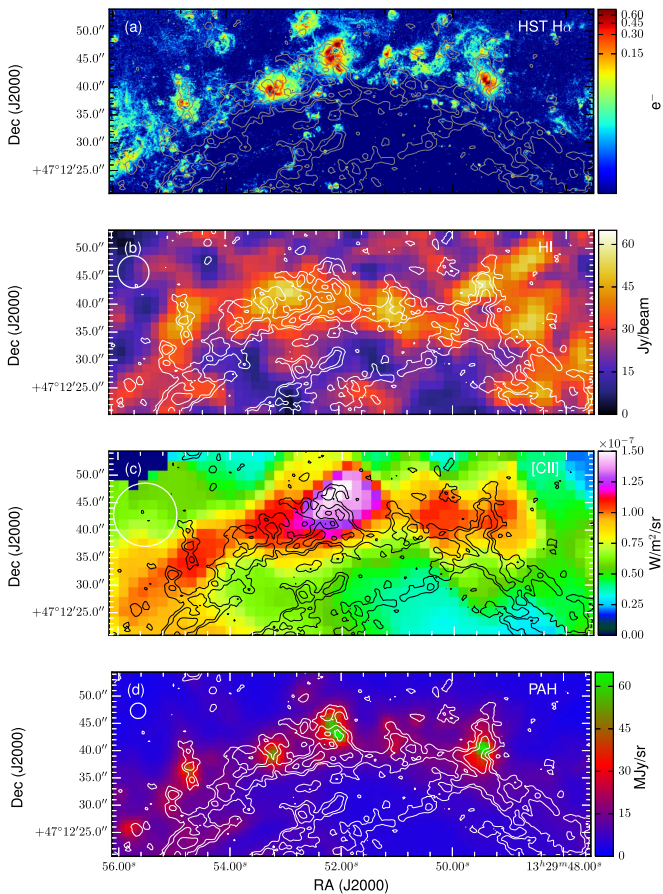 (a)
HST Hα
50.0″
45.0″
40.0″
35.0″
30.0″
+47°12′25.0″
Dec (J2000)
0.60
0.45
0.30
0.15
e⁻
(b)
HI
50.0″
45.0″
40.0″
35.0″
30.0″
+47°12′25.0″
Dec (J2000)
60
45
30
15
0
Jy/beam
(c)
[CII]
50.0″
45.0″
40.0″
35.0″
30.0″
+47°12′25.0″
Dec (J2000)
×10⁻⁷
1.50
1.25
1.00
0.75
0.50
0.25
0.00
W/m²/sr
(d)
PAH
50.0″
45.0″
40.0″
35.0″
30.0″
+47°12′25.0″
Dec (J2000)
60
45
30
15
0
MJy/sr
56.00ˢ 54.00ˢ 52.00ˢ 50.00ˢ 13ʰ29ᵐ48.00ˢ
RA (J2000)